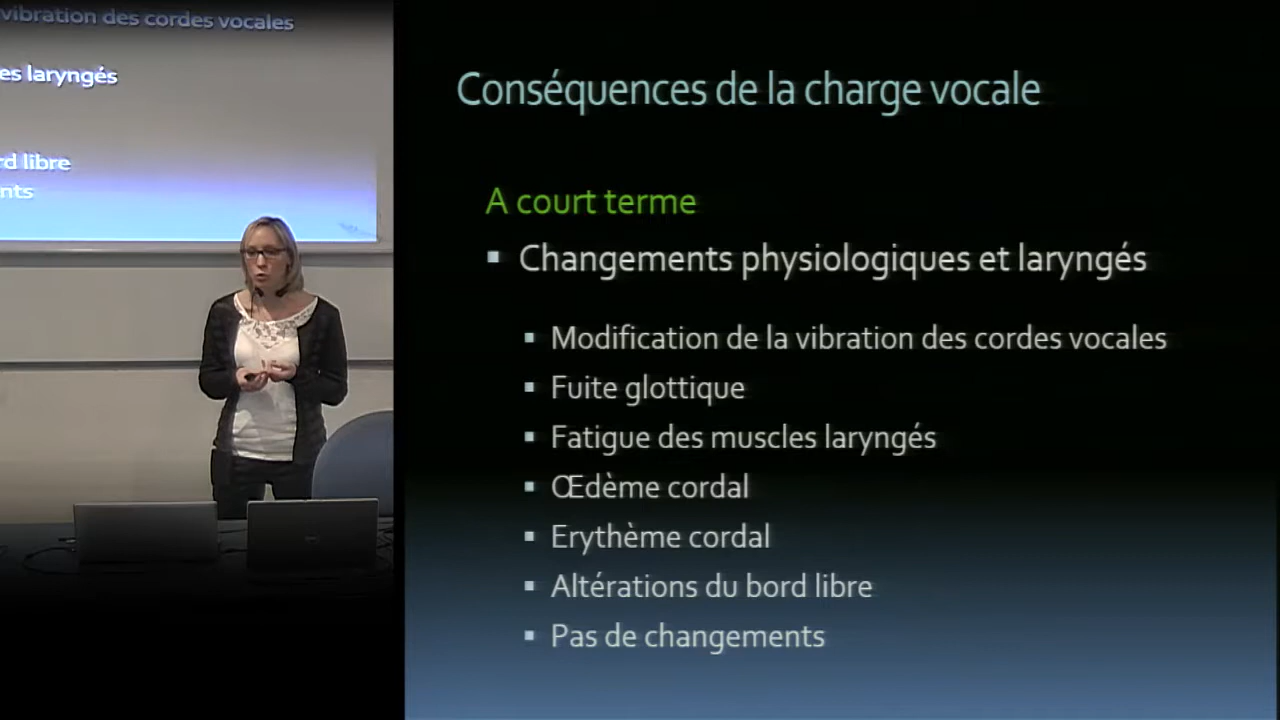 vibration des cordes vocales
es laryngés
rd libre
nts
Conséquences de la charge vocale
A court terme
Changements physiologiques et laryngés
Modification de la vibration des cordes vocales
Fuite glottique
Fatigue des muscles laryngés
Œdème cordal
Erythème cordal
Altérations du bord libre
Pas de changements